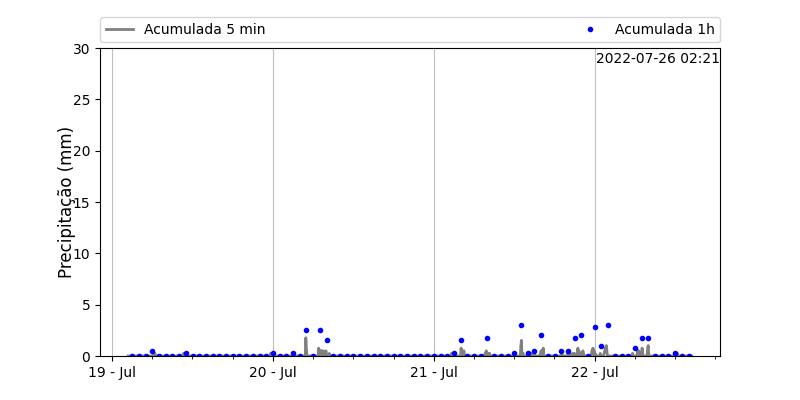 Acumulada 5 min
Acumulada 1h
2022-07-26 02:21
Precipitação (mm)
30
25
20
15
10
5
0
19 - Jul
20 - Jul
21 - Jul
22 - Jul